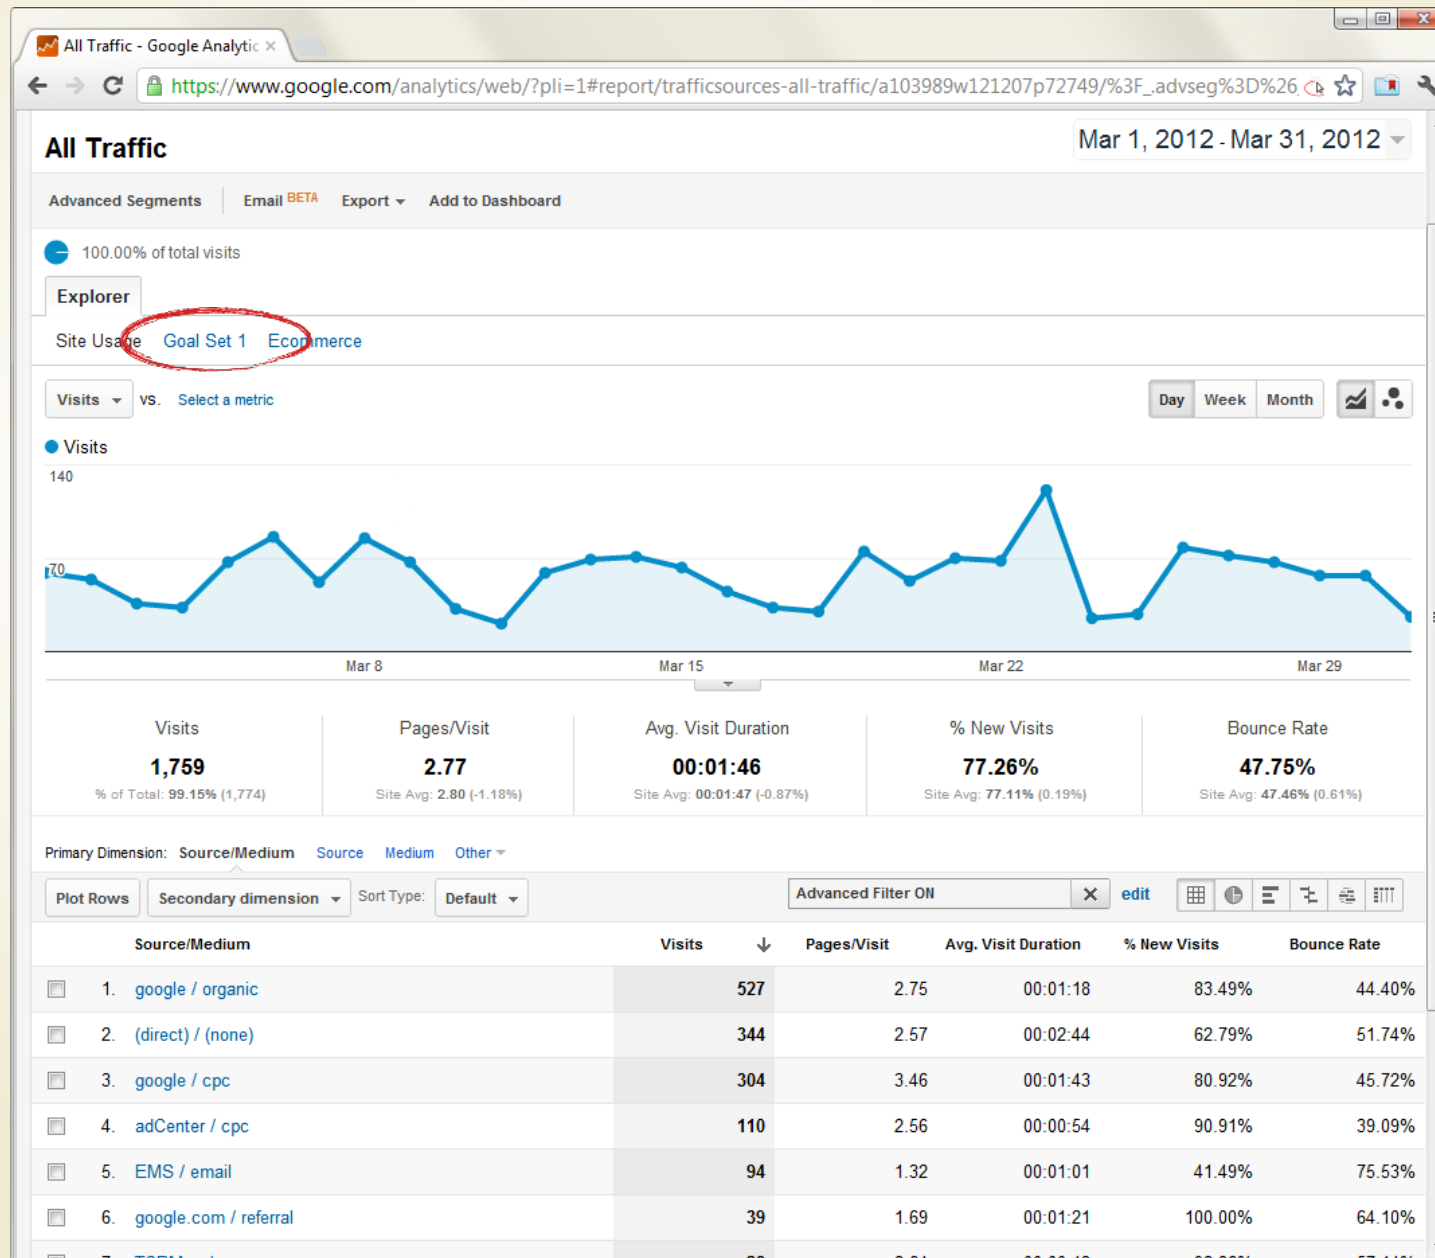 All Traffic - Google Analytic ×
https://www.google.com/analytics/web/?pli=1#report/trafficsources-all-traffic/a103989w121207p72749/%3F_.advseg%3D%26
All Traffic
Mar 1, 2012 - Mar 31, 2012
Advanced Segments Email BETA Export Add to Dashboard
100.00% of total visits
Explorer
Site Usage Goal Set 1 Ecommerce
Visits VS. Select a metric Day Week Month
Visits
140
70
Mar 8 Mar 15 Mar 22 Mar 29
Visits Pages/Visit Avg. Visit Duration % New Visits Bounce Rate
1,759 2.77 00:01:46 77.26% 47.75%
% of Total: 99.15% (1,774) Site Avg: 2.80 (-1.18%) Site Avg: 00:01:47 (-0.87%) Site Avg: 77.11% (0.19%) Site Avg: 47.46% (0.61%)
Primary Dimension: Source/Medium Source Medium Other
Plot Rows Secondary dimension Sort Type: Default Advanced Filter ON edit
Source/Medium Visits Pages/Visit Avg. Visit Duration % New Visits Bounce Rate
1. google / organic 527 2.75 00:01:18 83.49% 44.40%
2. (direct) / (none) 344 2.57 00:02:44 62.79% 51.74%
3. google / cpc 304 3.46 00:01:43 80.92% 45.72%
4. adCenter / cpc 110 2.56 00:00:54 90.91% 39.09%
5. EMS / email 94 1.32 00:01:01 41.49% 75.53%
6. google.com / referral 39 1.69 00:01:21 100.00% 64.10%